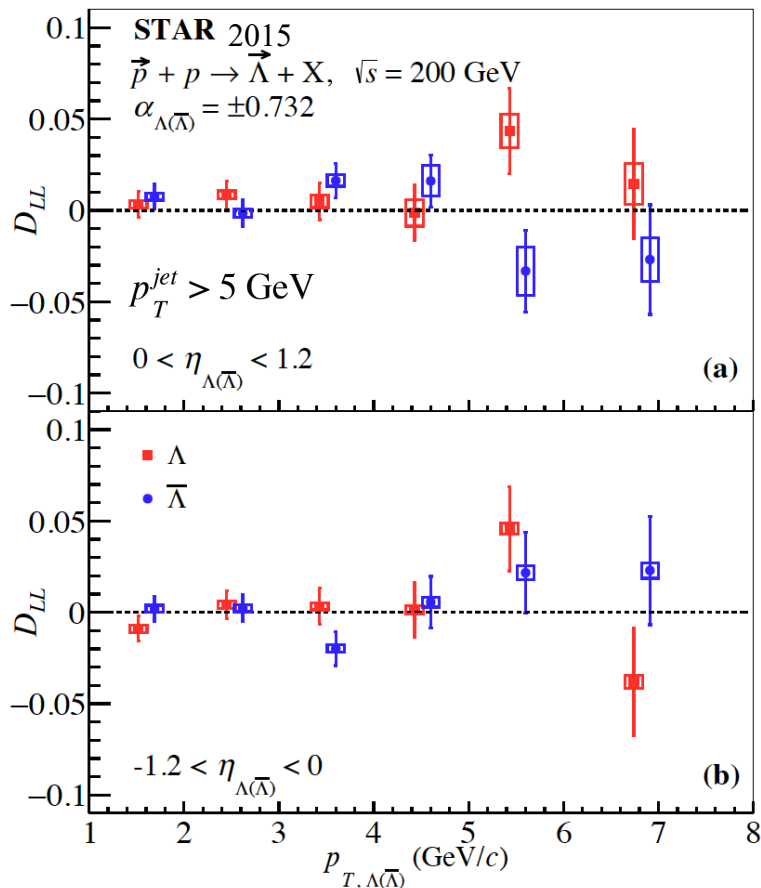 STAR 2015
p⃗ + p → Λ⃗ + X, √s = 200 GeV
α_Λ(Λ̅) = ±0.732
p_T^jet > 5 GeV
0 < η_Λ(Λ̅) < 1.2
(a)
0.1
0.05
0
−0.05
−0.1
D_LL
Λ
Λ̅
-1.2 < η_Λ(Λ̅) < 0
(b)
0.1
0.05
0
−0.05
−0.1
D_LL
1 2 3 4 5 6 7 8
p_T, Λ(Λ̅) (GeV/c)